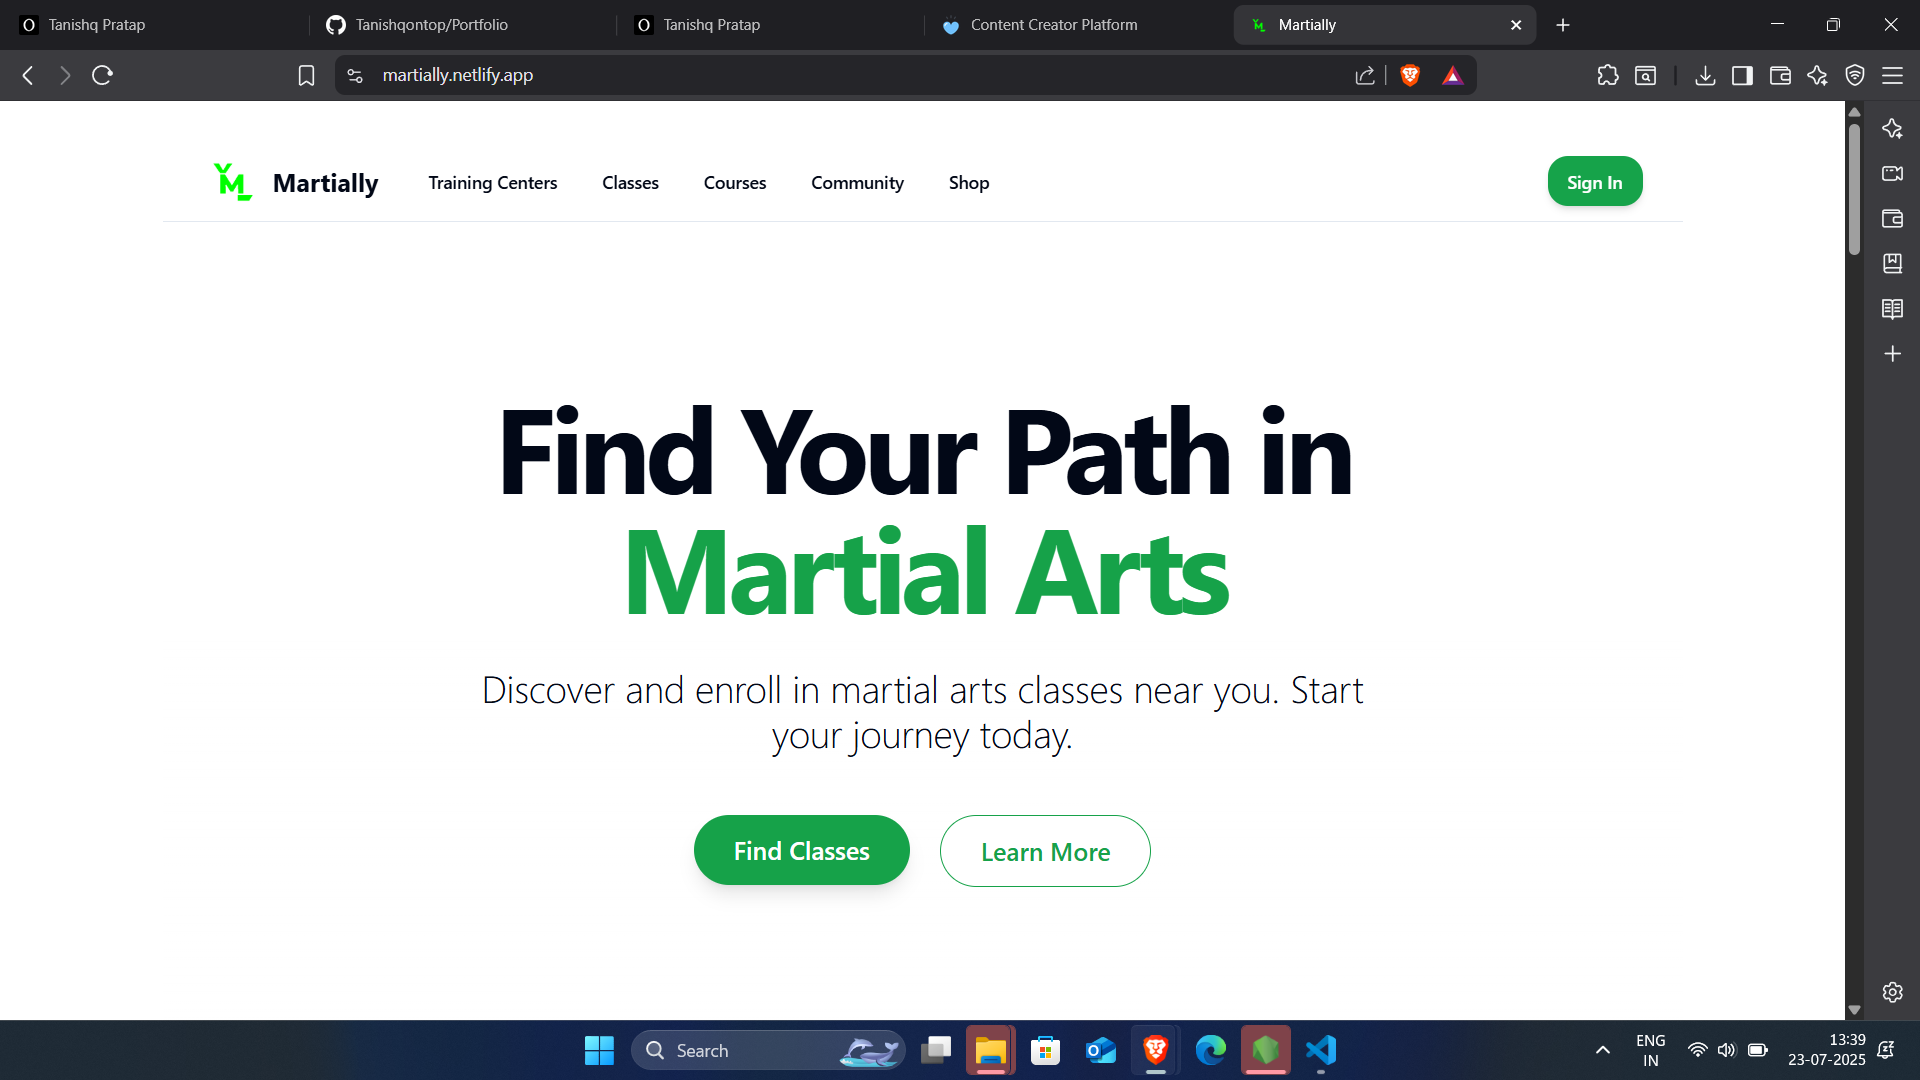 Tanishq Pratap
Tanishqontop/Portfolio
Tanishq Pratap
Content Creator Platform
Martially
martially.netlify.app
Martially
Training Centers
Classes
Courses
Community
Shop
Sign In
Find Your Path in
Martial Arts
Discover and enroll in martial arts classes near you. Start
your journey today.
Find Classes
Learn More
Search
ENG
IN
13:39
23-07-2025